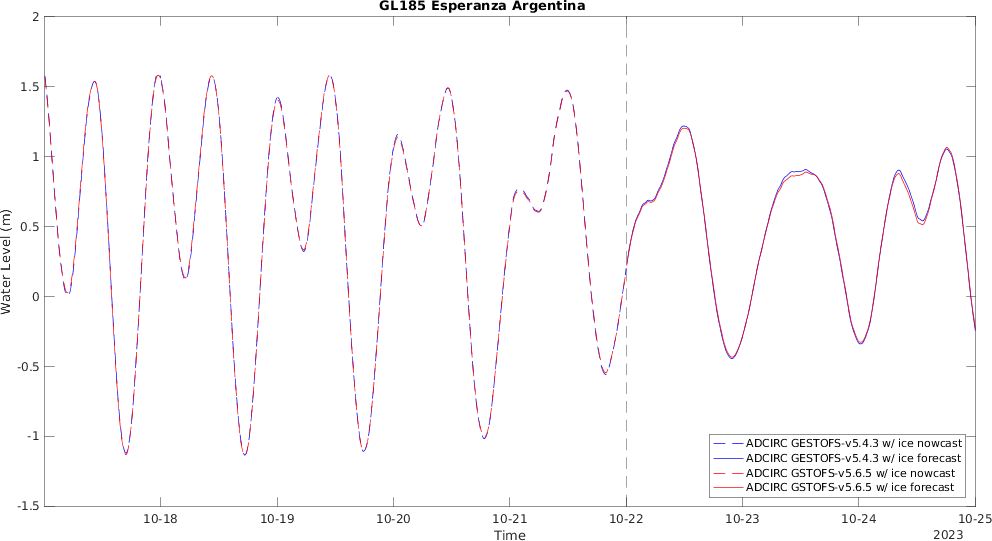 GL185 Esperanza Argentina
2
1.5
1
0.5
0
-0.5
-1
-1.5
Water Level (m)
ADCIRC GESTOFS-v5.4.3 w/ ice nowcast
ADCIRC GESTOFS-v5.4.3 w/ ice forecast
ADCIRC GSTOFS-v5.6.5 w/ ice nowcast
ADCIRC GSTOFS-v5.6.5 w/ ice forecast
10-18 10-19 10-20 10-21 10-22 10-23 10-24 10-25
Time
2023